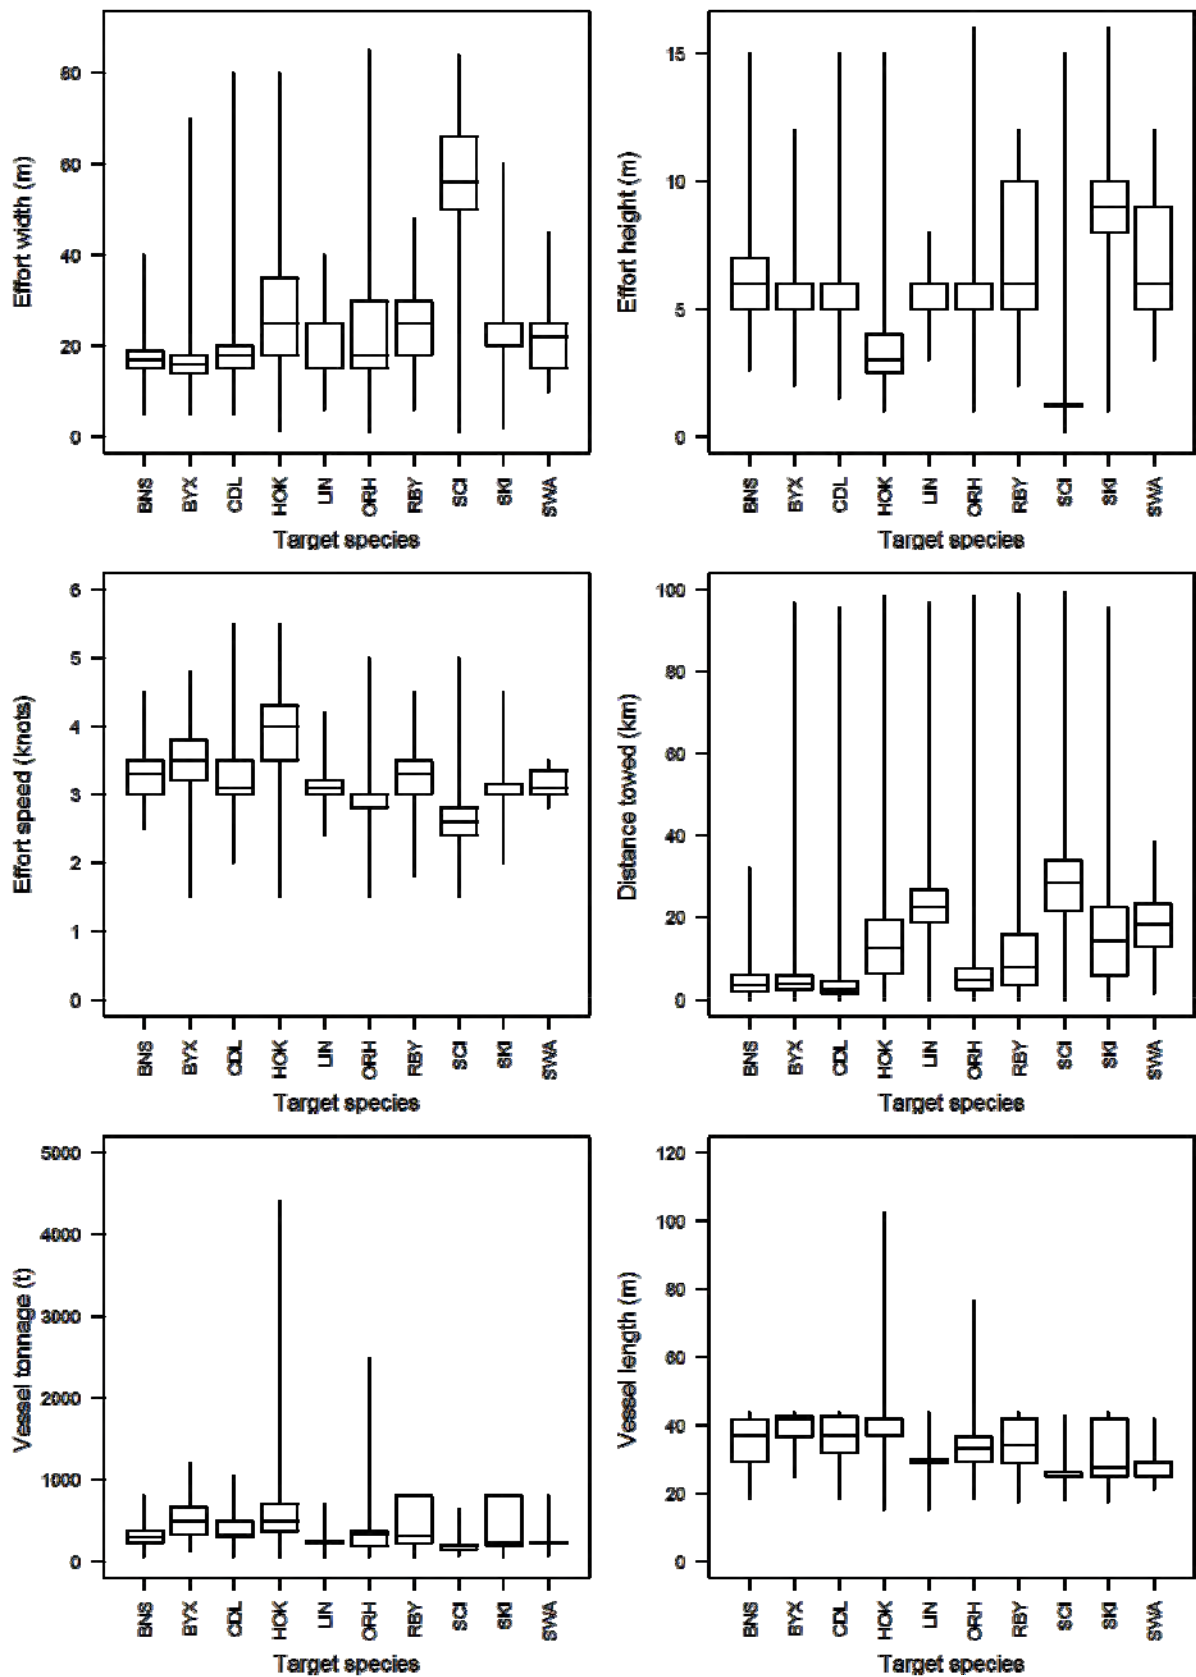 Effort width (m)
80
60
40
20
0
BNS BYX CDL HOK LIN ORH RBY SCI SKI SWA
Target species
Effort height (m)
15
10
5
0
BNS BYX CDL HOK LIN ORH RBY SCI SKI SWA
Target species
Effort speed (knots)
6
5
4
3
2
1
0
BNS BYX CDL HOK LIN ORH RBY SCI SKI SWA
Target species
Distance towed (km)
100
80
60
40
20
0
BNS BYX CDL HOK LIN ORH RBY SCI SKI SWA
Target species
Vessel tonnage (t)
5000
4000
3000
2000
1000
0
BNS BYX CDL HOK LIN ORH RBY SCI SKI SWA
Target species
Vessel length (m)
120
100
80
60
40
20
0
BNS BYX CDL HOK LIN ORH RBY SCI SKI SWA
Target species